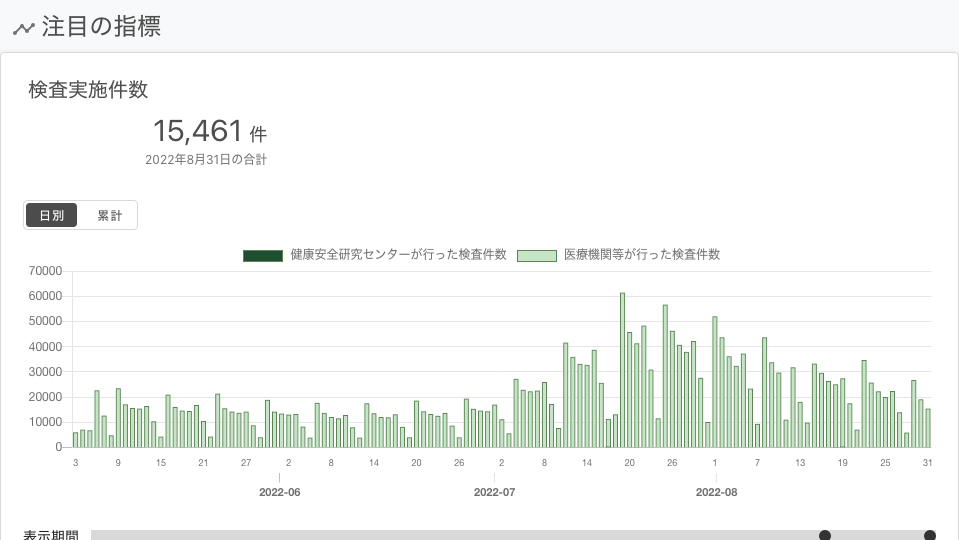 注目の指標
検査実施件数
15,461 件
2022年8月31日の合計
日別 累計
健康安全研究センターが行った検査件数 医療機関等が行った検査件数
70000
60000
50000
40000
30000
20000
10000
0
3 9 15 21 27 2 8 14 20 26 2 8 14 20 26 1 7 13 19 25 31
2022-06 2022-07 2022-08
表示期間